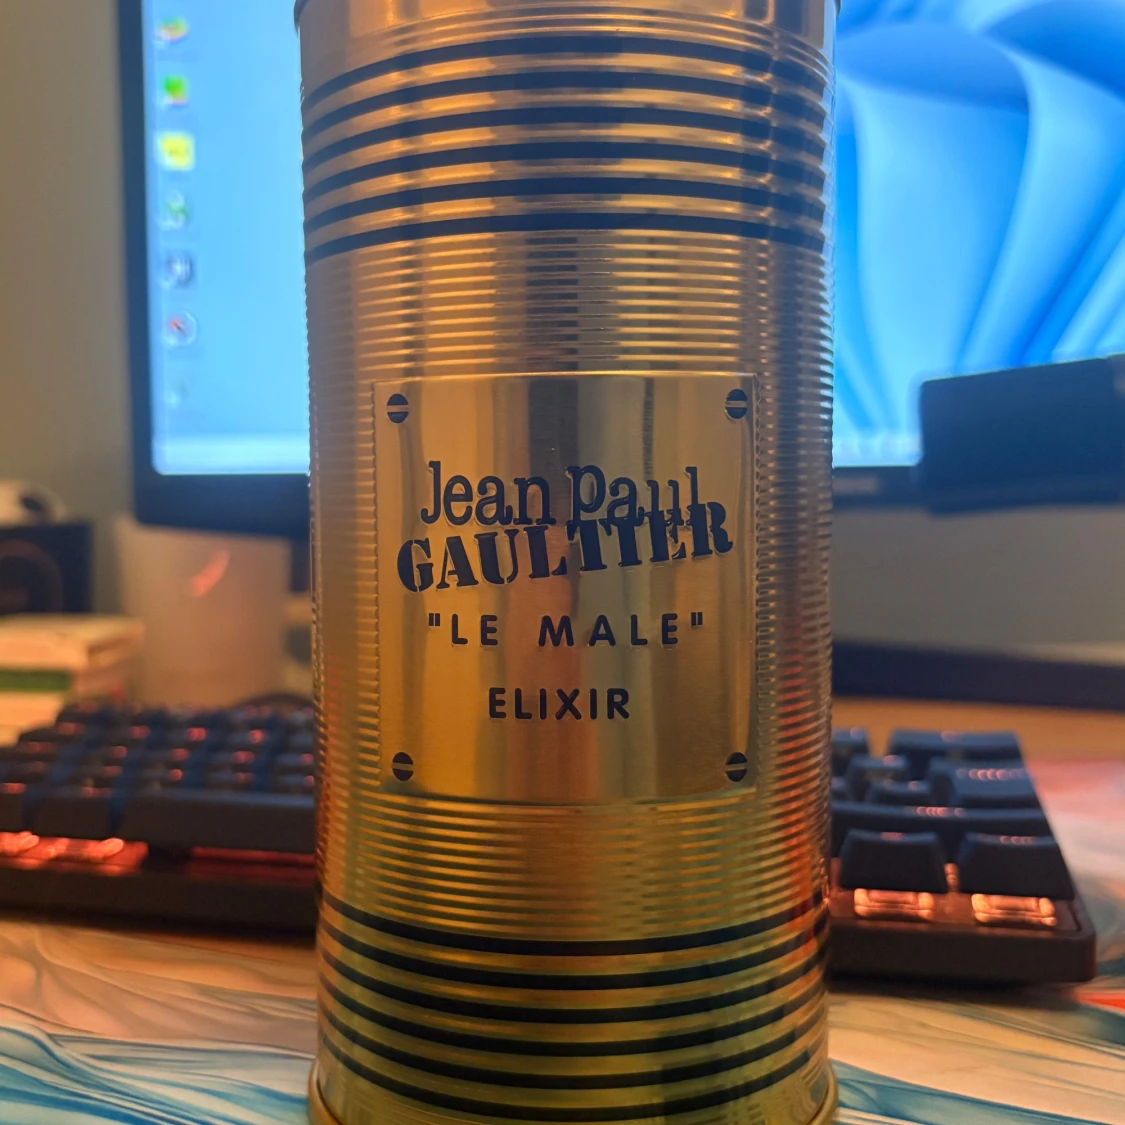 Jean Paul
GAULTIER
"LE MALE"
ELIXIR